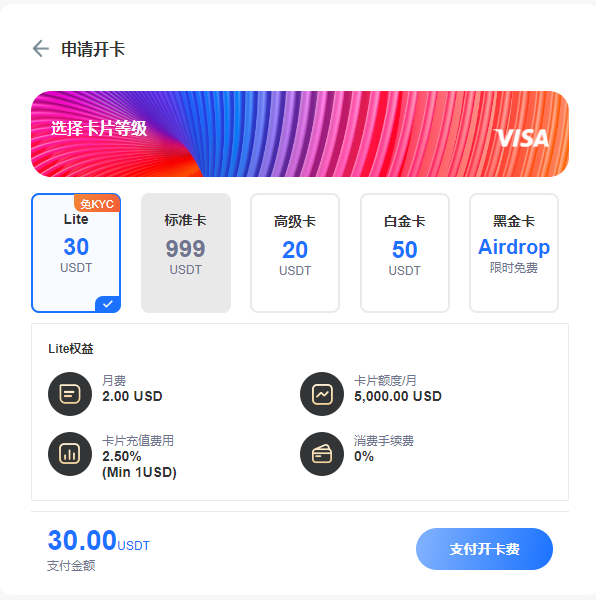 申请开卡
选择卡片等级
VISA
免KYC
Lite
30
USDT
标准卡
999
USDT
高级卡
20
USDT
白金卡
50
USDT
黑金卡
Airdrop
限时免费
Lite权益
月费
2.00 USD
卡片额度/月
5,000.00 USD
卡片充值费用
2.50%
(Min 1USD)
消费手续费
0%
30.00USDT
支付金额
支付开卡费